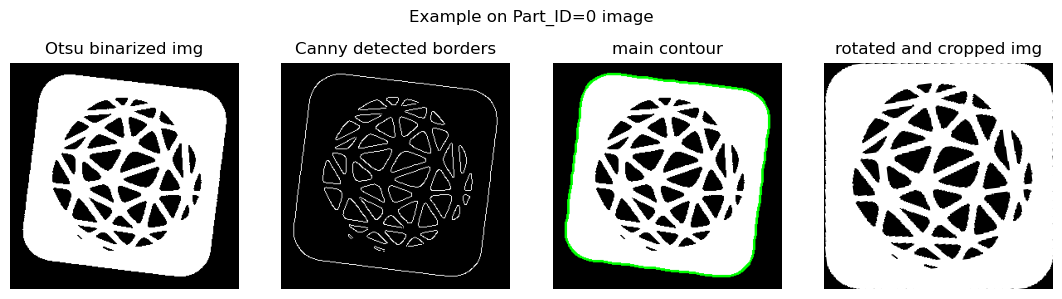 Example on Part_ID=0 image
Otsu binarized img
Canny detected borders
main contour
rotated and cropped img